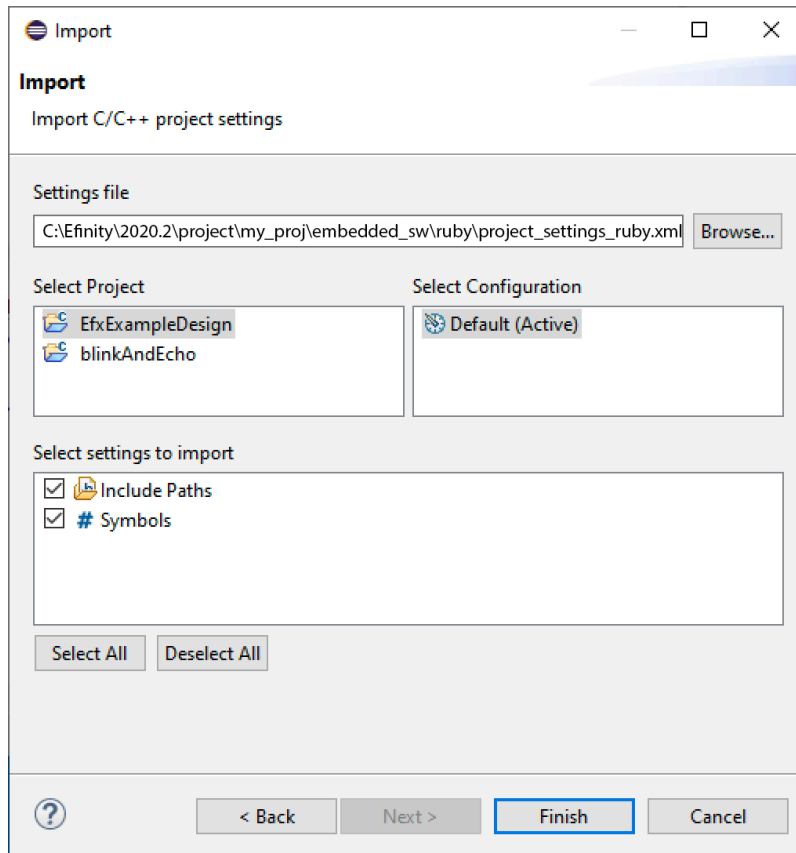 Import
Import
Import C/C++ project settings
Settings file
C:\Efinity\2020.2\project\my_proj\embedded_sw\ruby\project_settings_ruby.xml Browse...
Select Project Select Configuration
EfxExampleDesign Default (Active)
blinkAndEcho
Select settings to import
Include Paths
# Symbols
Select All Deselect All
? < Back Next > Finish Cancel